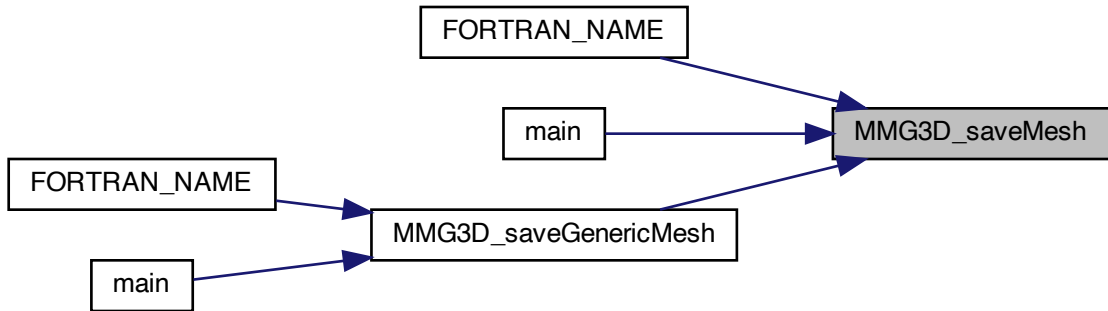 FORTRAN_NAME
main
MMG3D_saveMesh
FORTRAN_NAME
MMG3D_saveGenericMesh
main